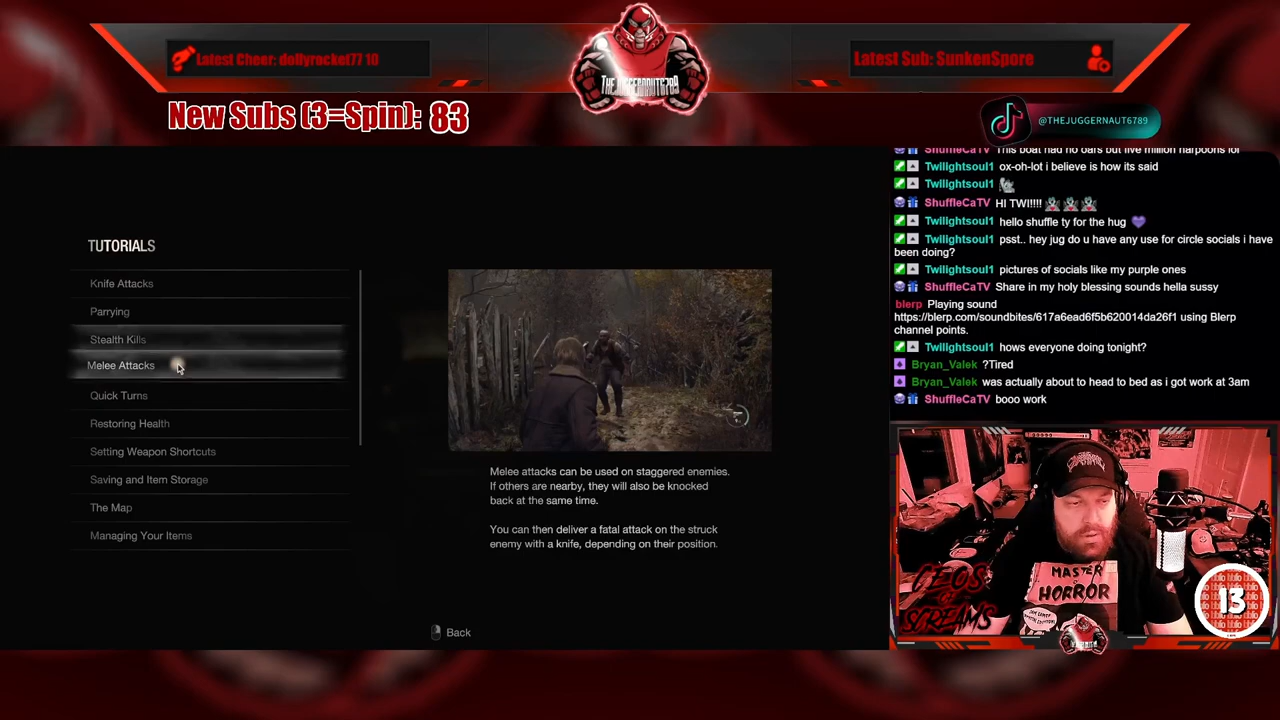 Latest Cheer: dollyrocket77 10
THEJUGGERNAUT6789
Latest Sub: SunkenSpore
New Subs (3=Spin): 83
@THEJUGGERNAUT6789
ShuffleCaTV This boat had no oars but five million harpoons lol
Twilightsoul1 ox-oh-lot i believe is how its said
Twilightsoul1
ShuffleCaTV HI TWI!!!!
Twilightsoul1 hello shuffle ty for the hug
Twilightsoul1 psst.. hey jug do u have any use for circle socials i have
been doing?
Twilightsoul1 pictures of socials like my purple ones
ShuffleCaTV Share in my holy blessing sounds hella sussy
blerp Playing sound
https://blerp.com/soundbites/617a6ead6f5b620014da26f1 using Blerp
channel points.
Twilightsoul1 hows everyone doing tonight?
Bryan_Valek ?Tired
Bryan_Valek was actually about to head to bed as i got work at 3am
ShuffleCaTV booo work
TUTORIALS
Knife Attacks
Parrying
Stealth Kills
Melee Attacks
Quick Turns
Restoring Health
Setting Weapon Shortcuts
Saving and Item Storage
The Map
Managing Your Items
Melee attacks can be used on staggered enemies.
If others are nearby, they will also be knocked
back at the same time.
You can then deliver a fatal attack on the struck
enemy with a knife, depending on their position.
Back
MASTER
HORROR
CEOS
OF
SCREAMS
13